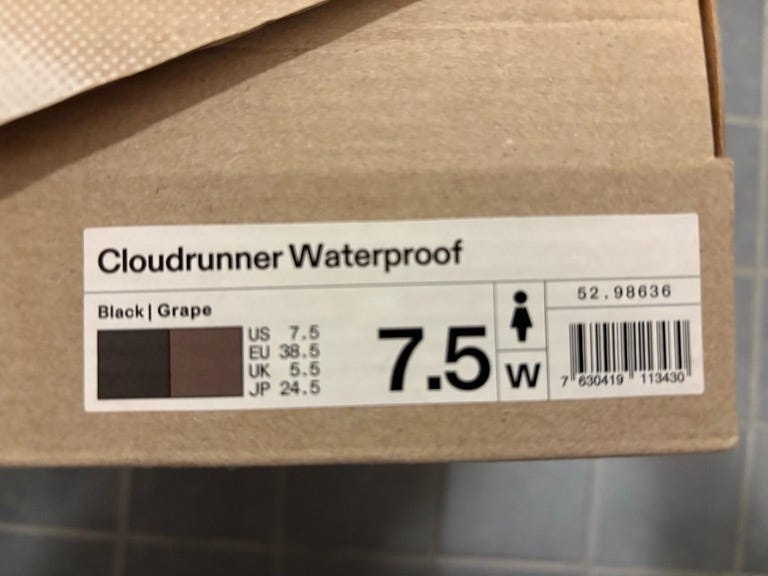 Cloudrunner Waterproof
Black | Grape
US 7.5
EU 38.5
UK 5.5
JP 24.5
7.5
W
52.98636
7 630419 113430